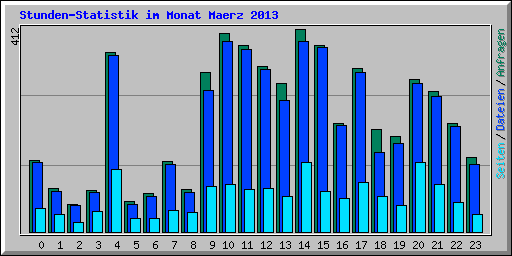 Stunden-Statistik im Monat Maerz 2013
412
Seiten / Dateien / Anfragen
0 1 2 3 4 5 6 7 8 9 10 11 12 13 14 15 16 17 18 19 20 21 22 23